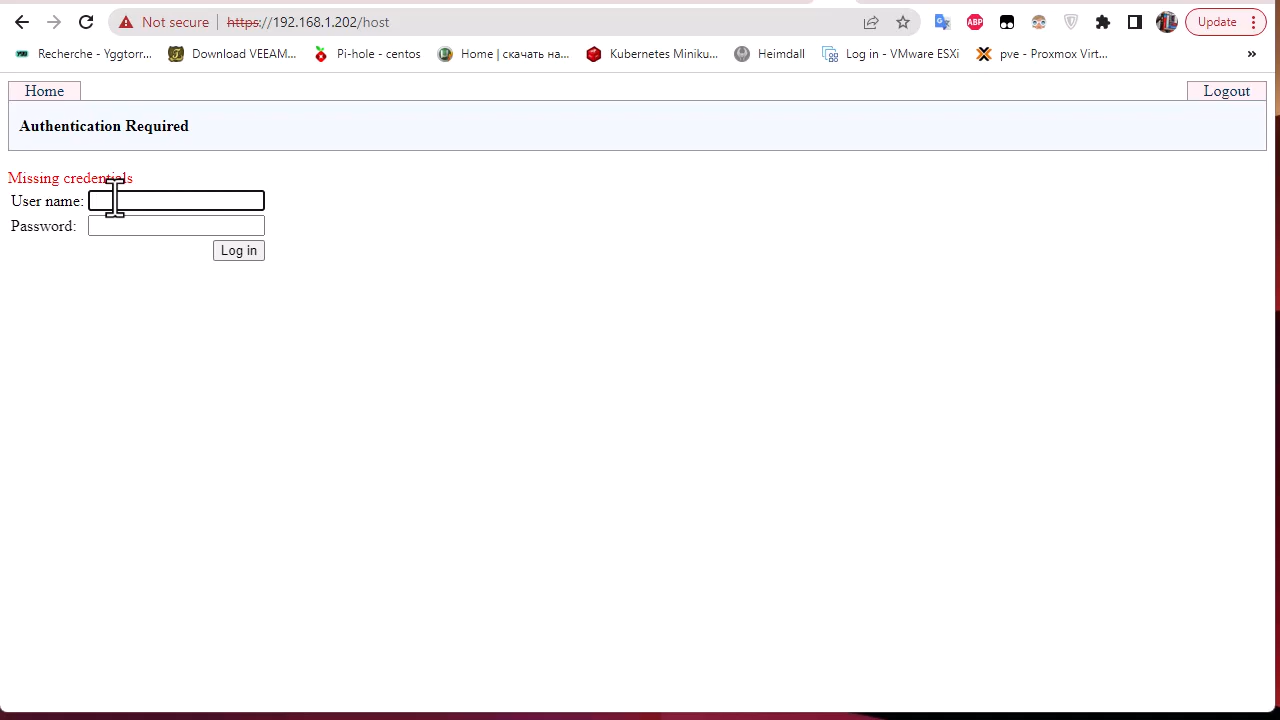 Not secure https://192.168.1.202/host ABP Update
Recherche - Yggtorr... Download VEEAM... Pi-hole - centos Home | скачать на... Kubernetes Miniku... Heimdall Log in - VMware ESXi pve - Proxmox Virt... »
Home Logout
Authentication Required
Missing credentials
User name:
Password:
Log in